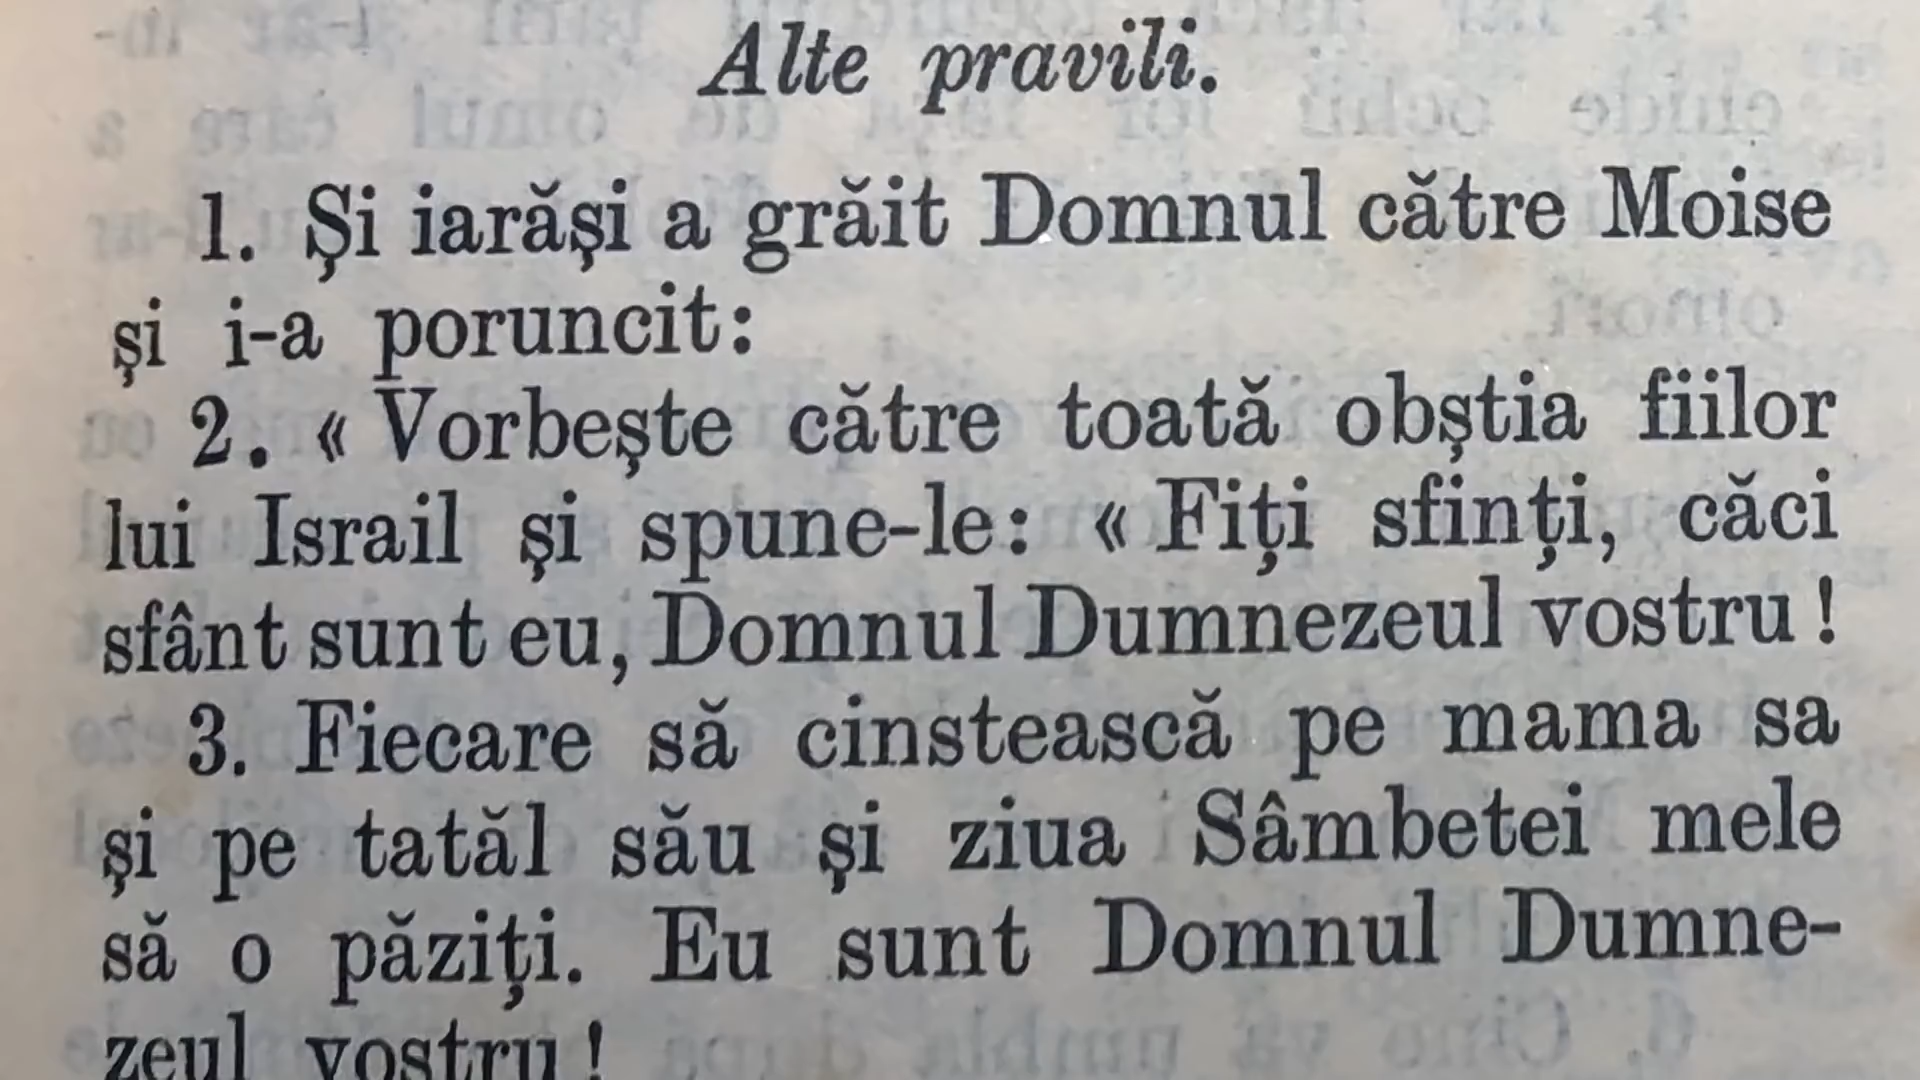 Alte pravili.
1. Şi iarăşi a grăit Domnul către Moise
şi i-a poruncit:
2. « Vorbeşte către toată obştia fiilor
lui Israil şi spune-le: « Fiţi sfinţi, căci
sfânt sunt eu, Domnul Dumnezeul vostru !
3. Fiecare să cinstească pe mama sa
şi pe tatăl său şi ziua Sâmbetei mele
să o păziţi. Eu sunt Domnul Dumne-
zeul vostru !